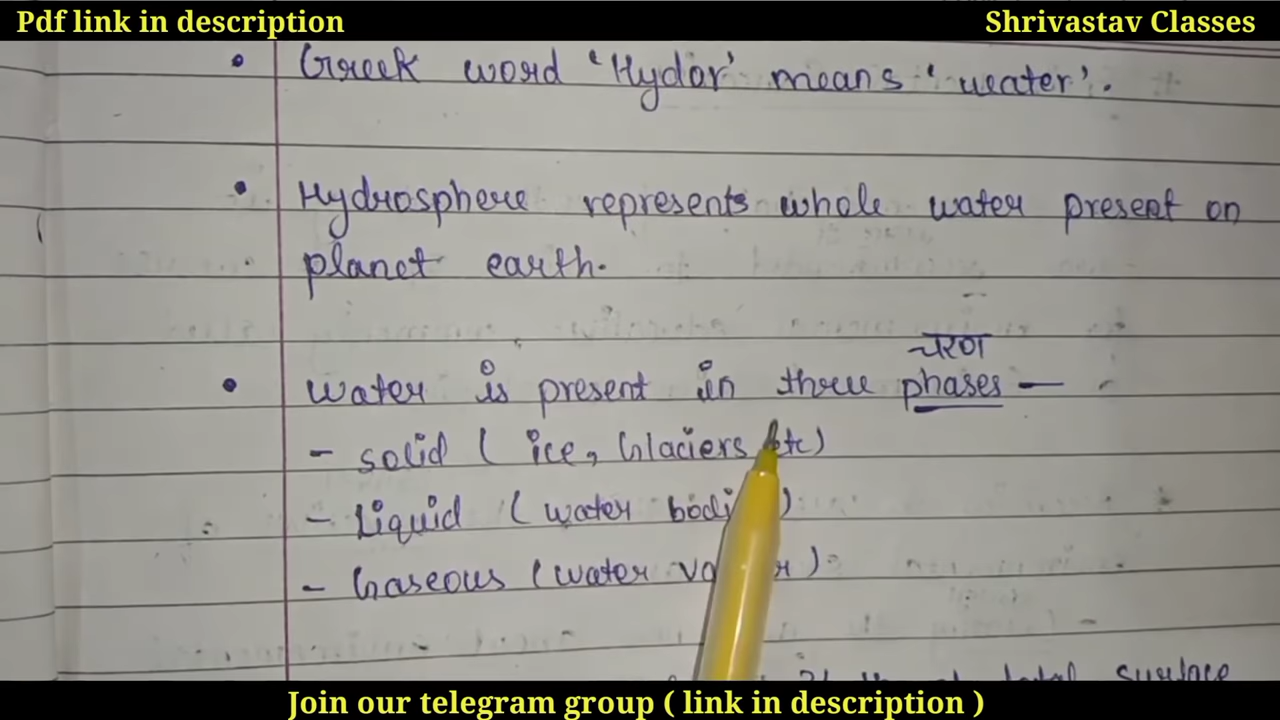 Pdf link in description
Shrivastav Classes
• Greek word 'Hydor' means 'water'.
• Hydrosphere represents whole water present on
planet earth.
चरण
• Water is present in three phases —
- solid ( ice, Glaciers etc)
- Liquid ( water
- Gaseous ( water
total surface
Join our telegram group ( link in description )